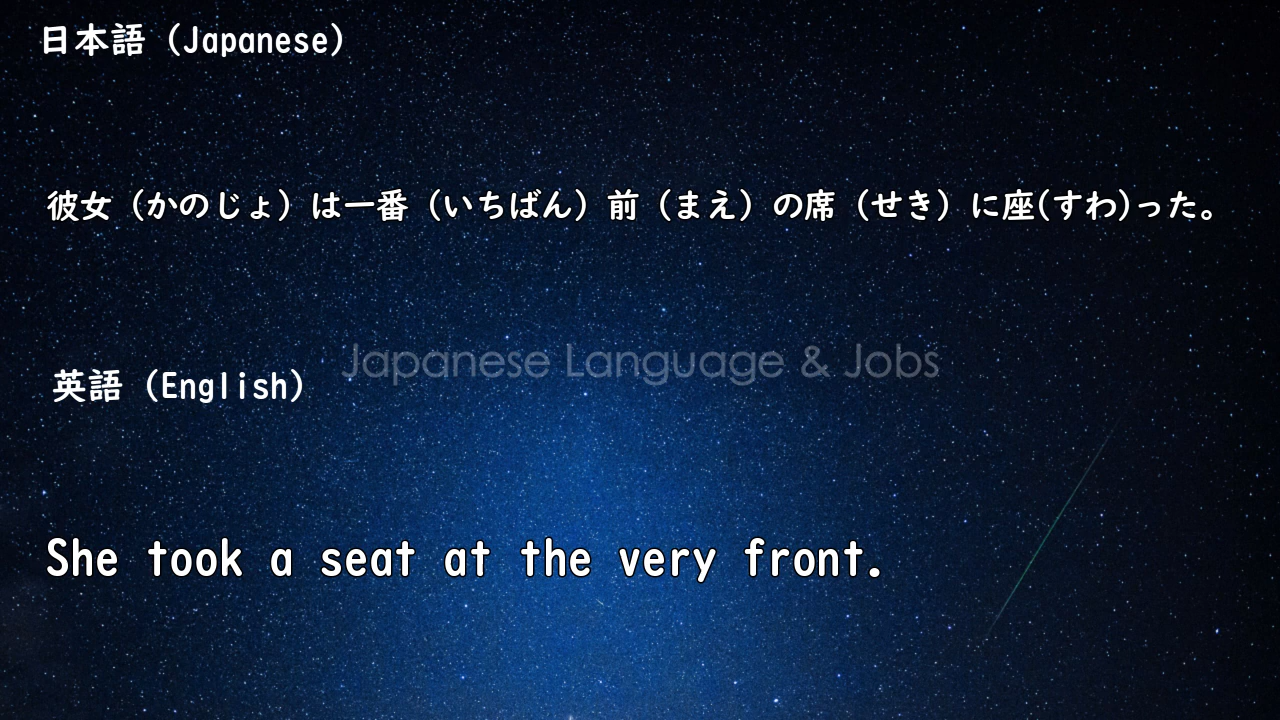 日本語（Japanese）
彼女（かのじょ）は一番（いちばん）前（まえ）の席（せき）に座(すわ)った。
Japanese Language & Jobs
英語（English）
She took a seat at the very front.